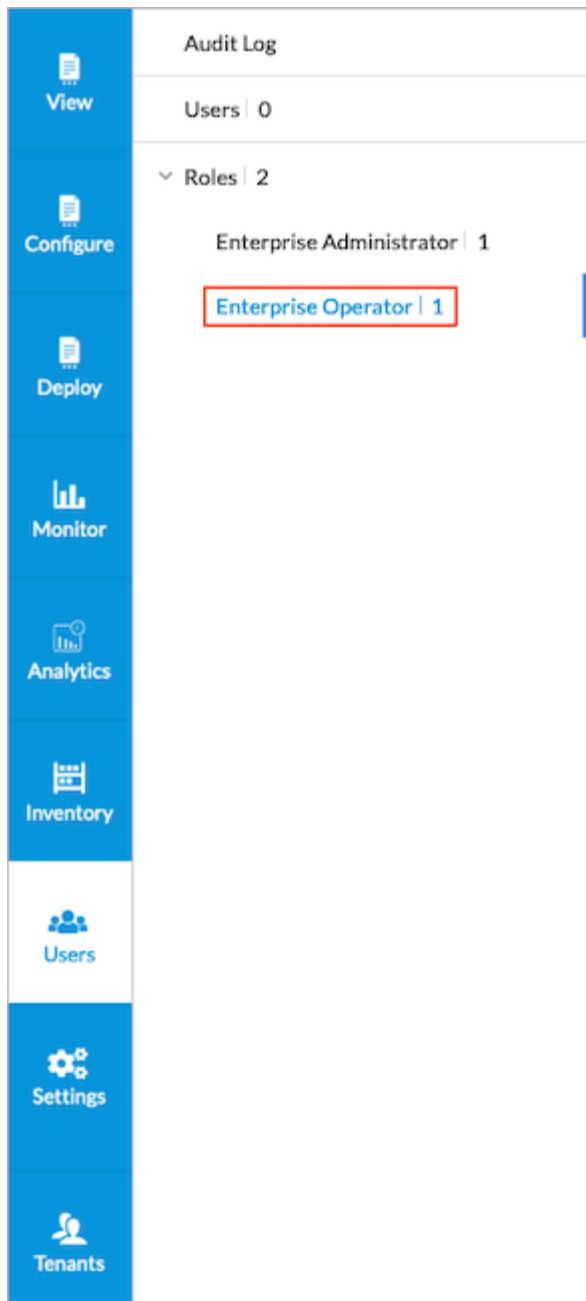 View
Configure
Deploy
Monitor
Analytics
Inventory
Users
Settings
Tenants
Audit Log
Users | 0
Roles | 2
Enterprise Administrator | 1
Enterprise Operator | 1